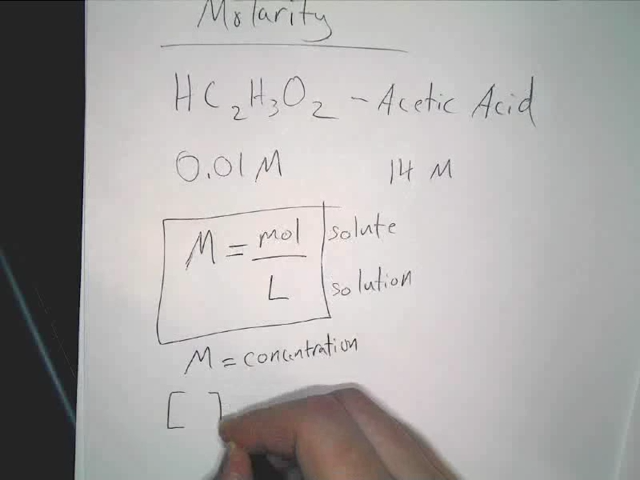 Molarity
HC₂H₃O₂ - Acetic Acid
0.01 M 14 M
M = mol solute
L solution
M = concentration
[ ]